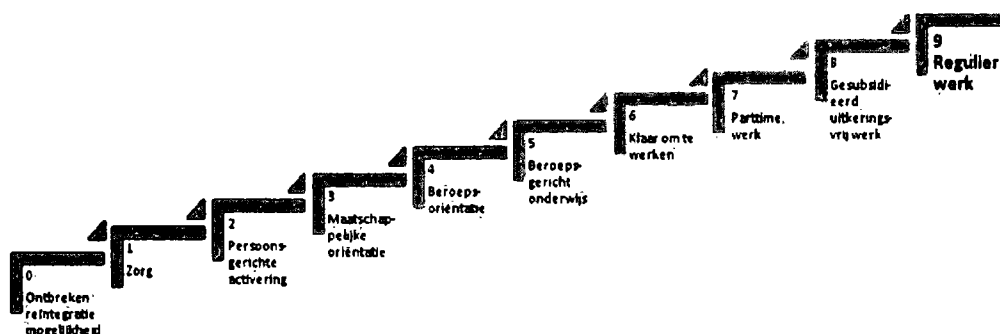 0
Ontbreken
reïntegratie
mogelijkheid
1
Zorg
2
Persoons-
gerichte
activering
3
Maatschap-
pelijke
oriëntatie
4
Beroeps-
oriëntatie
5
Beroeps-
gericht
onderwijs
6
Klaar om te
werken
7
Parttime
werk
8
Gesubsidi-
eerd
uitkerings-
vrij werk
9
Regulier
werk